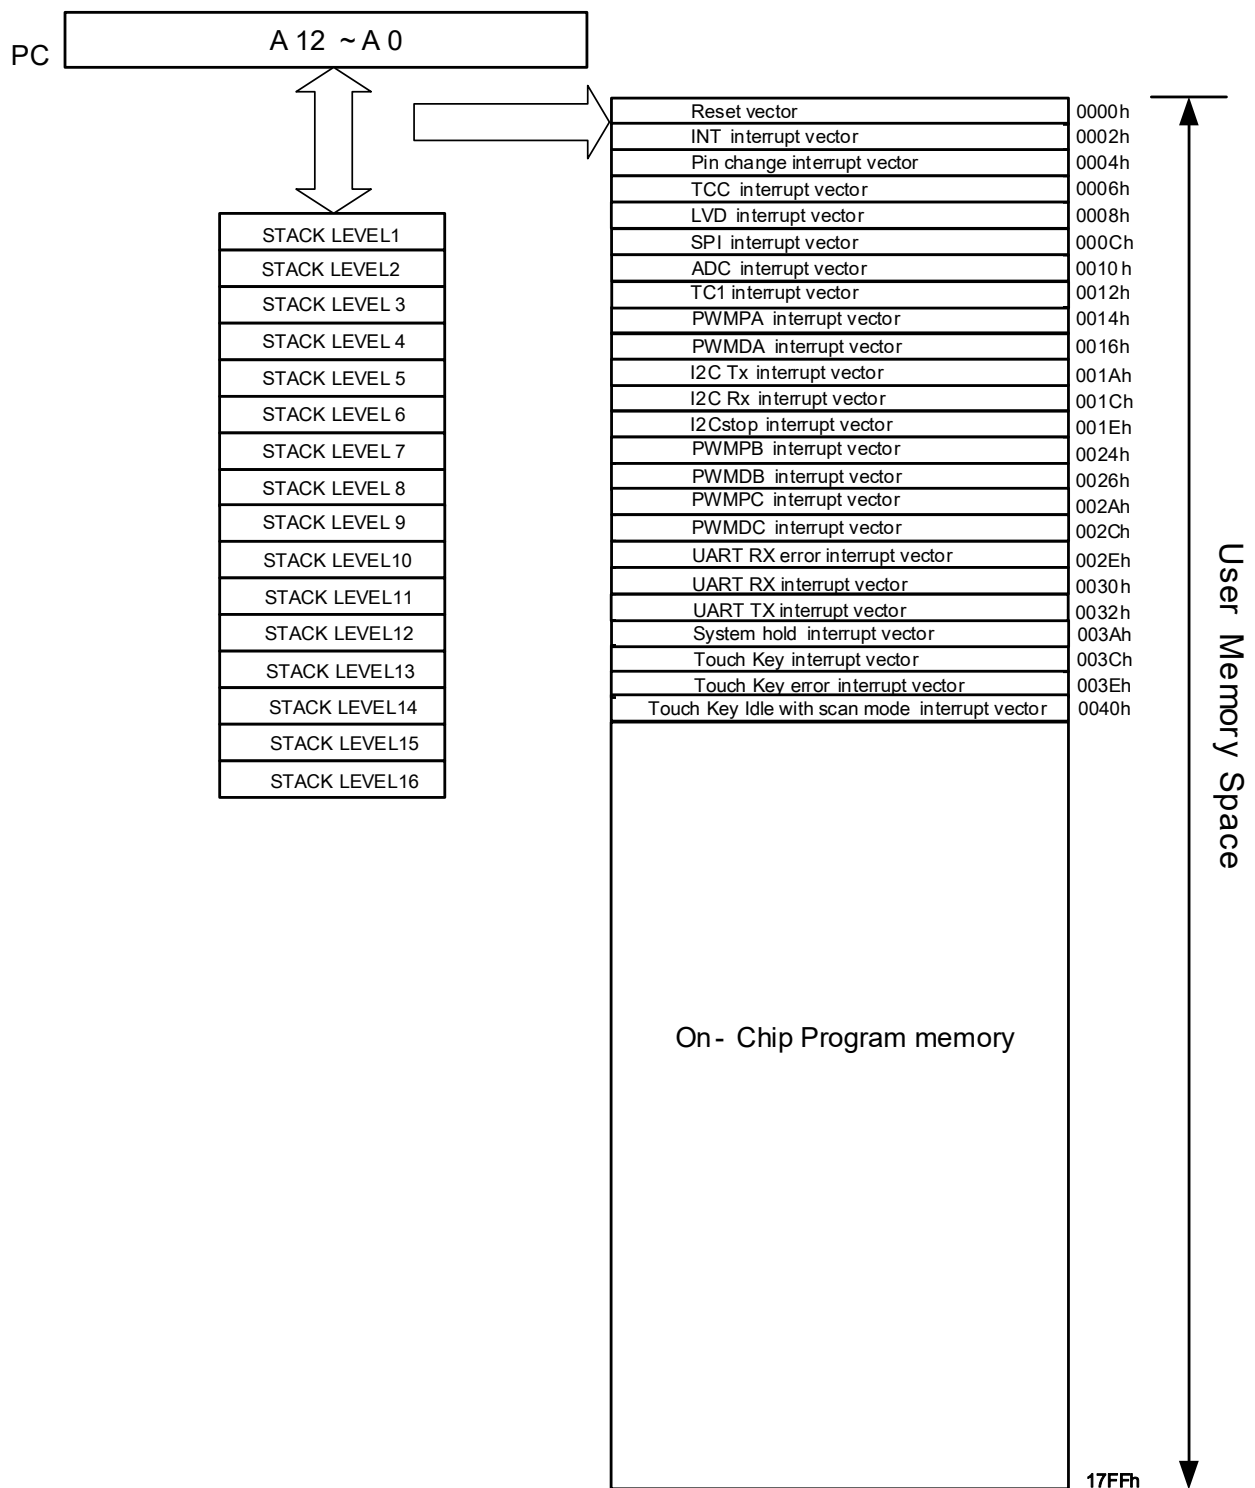 PC
A 12 ~ A 0
STACK LEVEL1
STACK LEVEL2
STACK LEVEL 3
STACK LEVEL 4
STACK LEVEL 5
STACK LEVEL 6
STACK LEVEL 7
STACK LEVEL 8
STACK LEVEL 9
STACK LEVEL10
STACK LEVEL11
STACK LEVEL12
STACK LEVEL13
STACK LEVEL14
STACK LEVEL15
STACK LEVEL16
Reset vector 0000h
INT interrupt vector 0002h
Pin change interrupt vector 0004h
TCC interrupt vector 0006h
LVD interrupt vector 0008h
SPI interrupt vector 000Ch
ADC interrupt vector 0010h
TC1 interrupt vector 0012h
PWMPA interrupt vector 0014h
PWMDA interrupt vector 0016h
I2C Tx interrupt vector 001Ah
I2C Rx interrupt vector 001Ch
I2Cstop interrupt vector 001Eh
PWMPB interrupt vector 0024h
PWMDB interrupt vector 0026h
PWMPC interrupt vector 002Ah
PWMDC interrupt vector 002Ch
UART RX error interrupt vector 002Eh
UART RX interrupt vector 0030h
UART TX interrupt vector 0032h
System hold interrupt vector 003Ah
Touch Key interrupt vector 003Ch
Touch Key error interrupt vector 003Eh
Touch Key Idle with scan mode interrupt vector 0040h
On- Chip Program memory
17FFh
User Memory Space